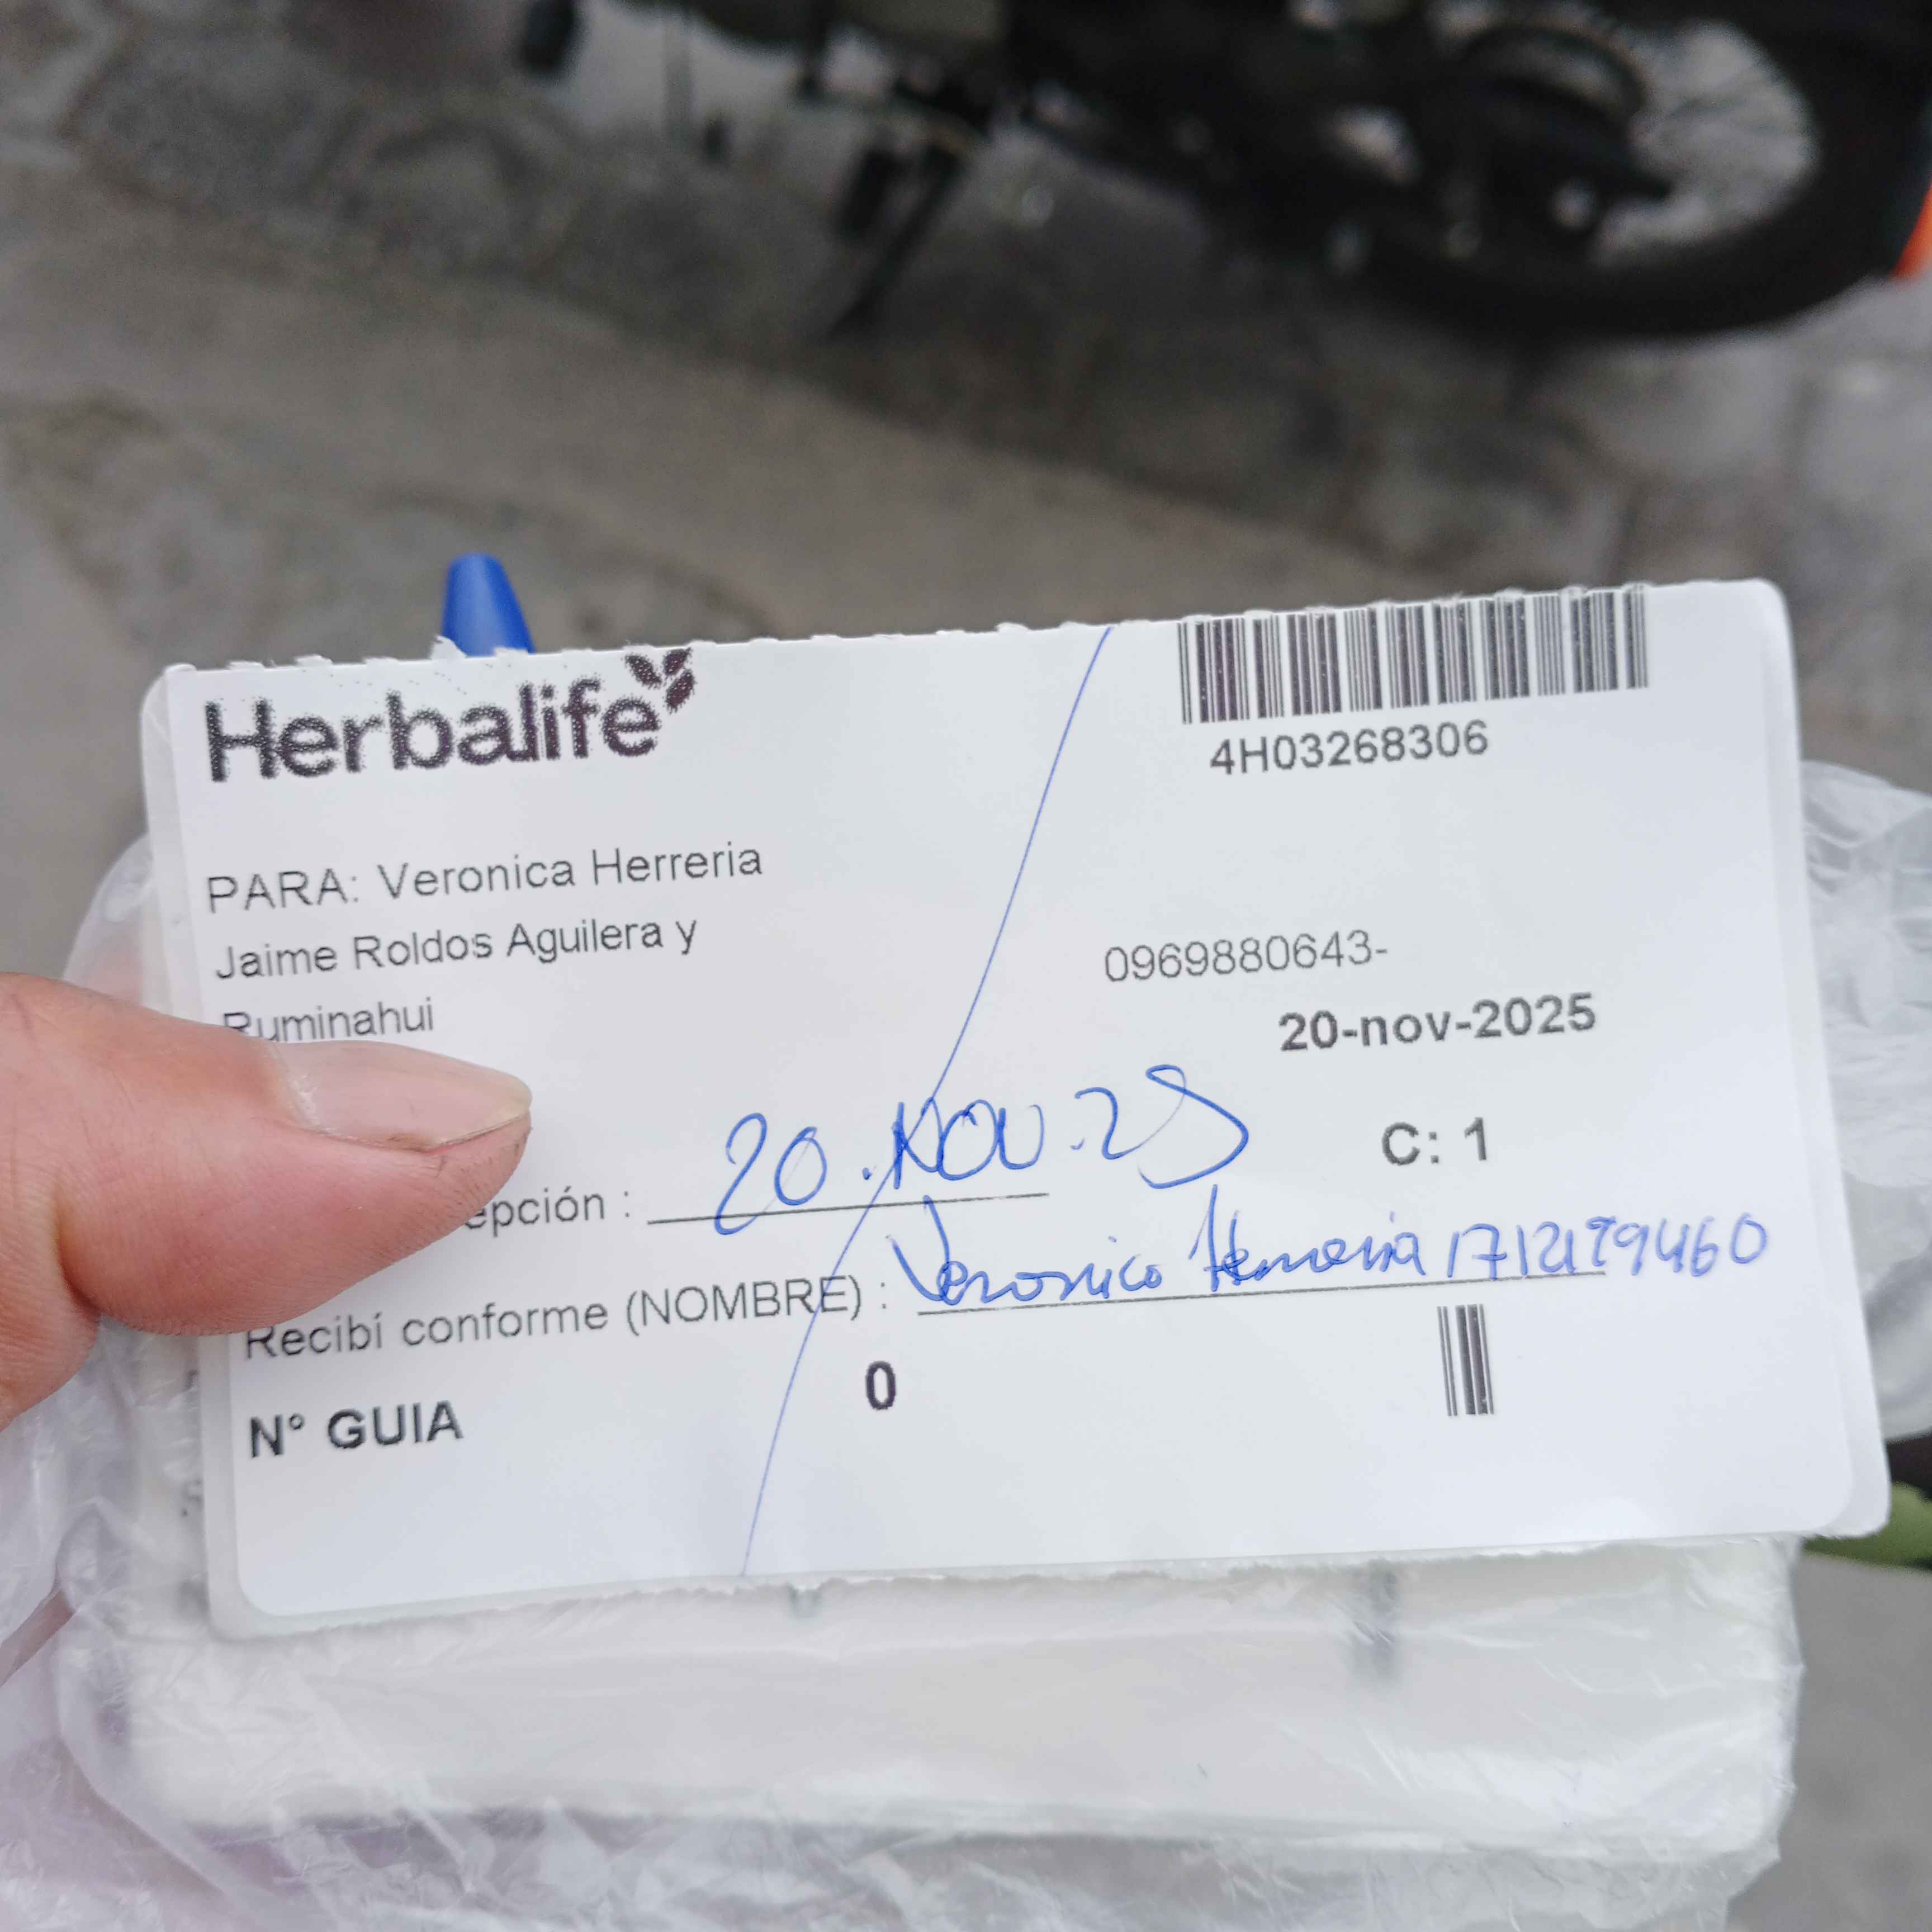 Herbalife
4H03268306
PARA: Veronica Herreria
Jaime Roldos Aguilera y
Ruminahui
0969880643-
20-nov-2025
C: 1
epción : 20.NOV.25
Recibí conforme (NOMBRE) : Veronica Herreria
N° GUIA 0